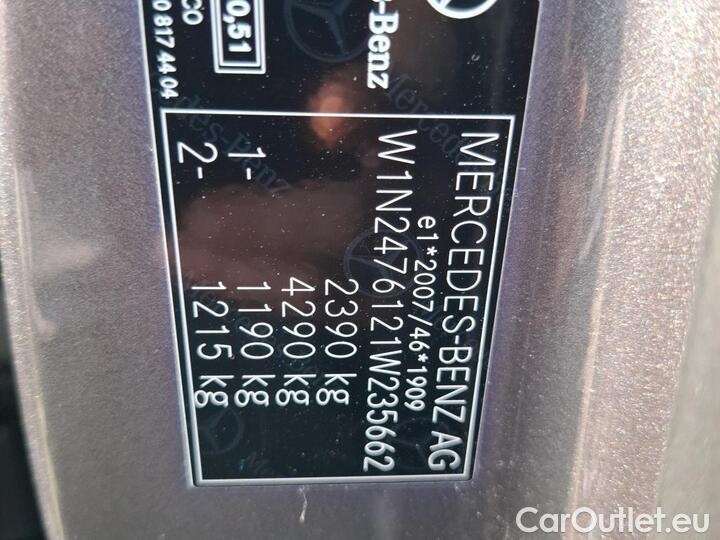 -Benz
0,51
CO
0 817 44 04
MERCEDES-BENZ AG
e1*2007/46*1909
W1N2476121W235662
2390 kg
4290 kg
1- 1190 kg
2- 1215 kg
CarOutlet.eu